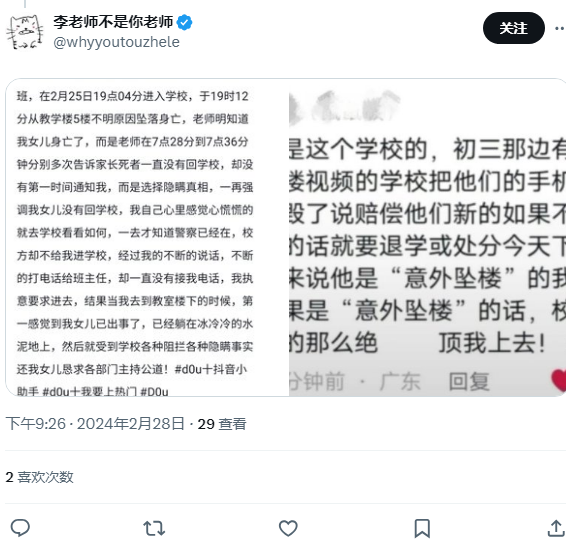 李老师不是你老师
@whyyoutouzhele
关注
班，在2月25日19点04分进入学校，于19时12
分从教学楼5楼不明原因坠落身亡，老师明知道
我女儿身亡了，而是老师在7点28分到7点36分
钟分别多次告诉家长死者一直没有回学校，却没
有第一时间通知我，而是选择隐瞒真相，一再强
调我女儿没有回学校，我自己心里感觉心慌慌的
就去学校看看如何，一去才知道警察已经在，校
方却不给我进学校，经过我的不断的说话，不断
的打电话给班主任，却一直没有接我电话，我执
意要求进去，结果当我去到教室楼下的时候，第
一感觉到我女儿已出事了，已经躺在冰冷冷的水
泥地上，然后就受到学校各种阻拦各种隐瞒事实
还我女儿恳求各部门主持公道！#d0u十抖音小
助手 #d0u十我要上热门 #D0u
是这个学校的，初三那边有
楼视频的学校把他们的手机
毁了说赔偿他们新的如果不
的话就要退学或处分今天下
来说他是“意外坠楼”的我
果是“意外坠楼”的话，校
的那么绝 顶我上去！
分钟前 · 广东 回复
下午9:26 · 2024年2月28日 · 29 查看
2 喜欢次数